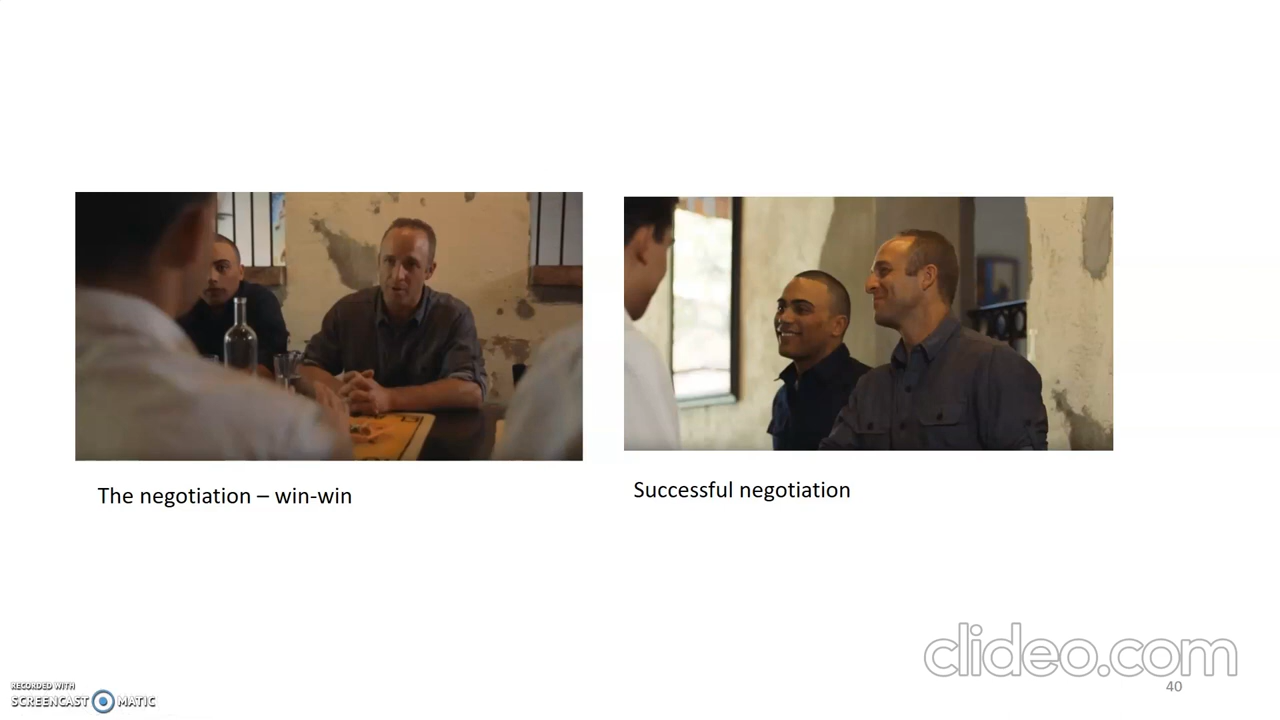 The negotiation – win-win
Successful negotiation
clideo.com
40
RECORDED WITH
SCREENCAST MATIC